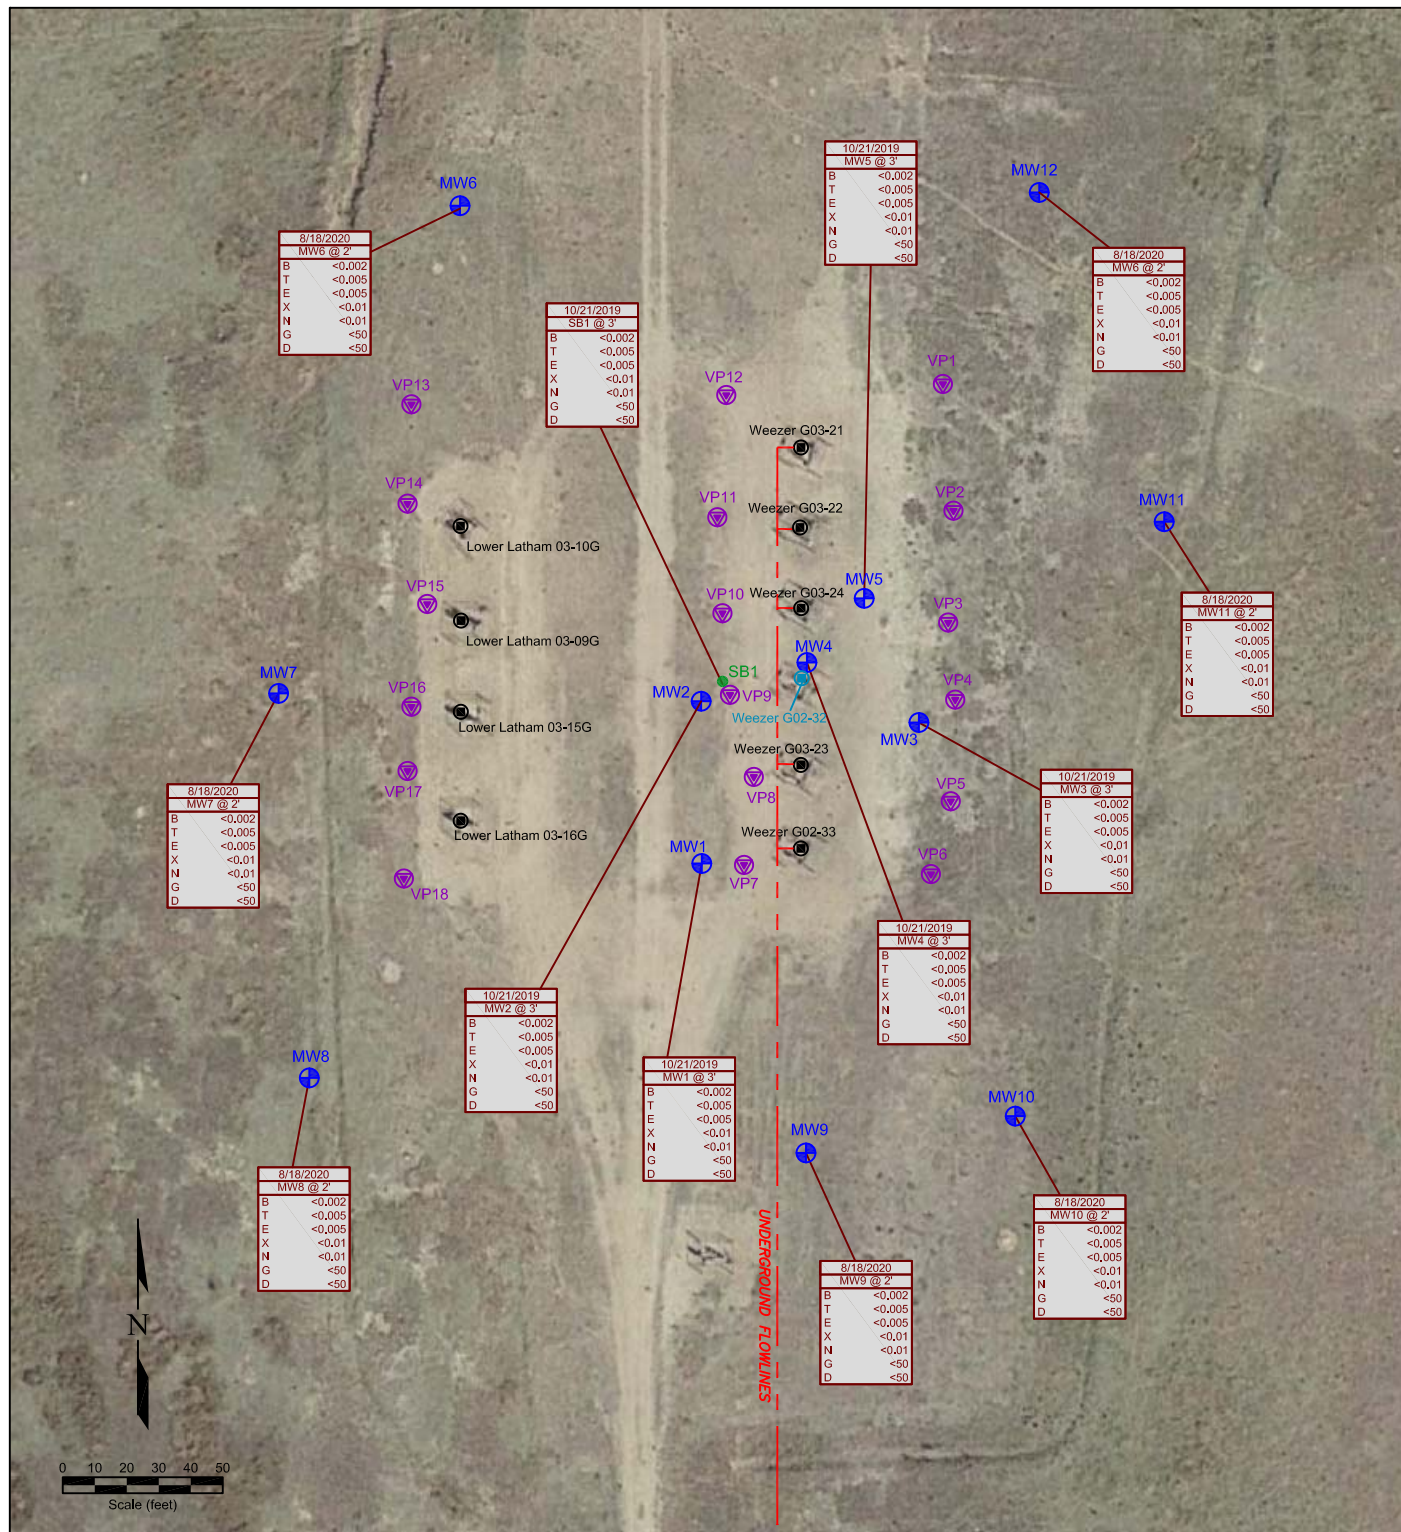 10/21/2019
MW5 @ 3'
B <0.002
T <0.005
E <0.005
X <0.01
N <0.01
G <50
D <50
MW12
MW6
8/18/2020
MW6 @ 2'
B <0.002
T <0.005
E <0.005
X <0.01
N <0.01
G <50
D <50
8/18/2020
MW6 @ 2'
B <0.002
T <0.005
E <0.005
X <0.01
N <0.01
G <50
D <50
10/21/2019
SB1 @ 3'
B <0.002
T <0.005
E <0.005
X <0.01
N <0.01
G <50
D <50
VP1
VP12
VP13
Weezer G03-21
VP14
VP11
Weezer G03-22
VP2
MW11
Lower Latham 03-10G
VP15
VP10
Weezer G03-24
MW5
VP3
8/18/2020
MW11 @ 2'
B <0.002
T <0.005
E <0.005
X <0.01
N <0.01
G <50
D <50
Lower Latham 03-09G
MW4
MW7
SB1
MW2
VP9
VP4
VP16
Weezer G02-32
Lower Latham 03-15G
MW3
Weezer G03-23
VP17
VP8
VP5
10/21/2019
MW3 @ 3'
B <0.002
T <0.005
E <0.005
X <0.01
N <0.01
G <50
D <50
8/18/2020
MW7 @ 2'
B <0.002
T <0.005
E <0.005
X <0.01
N <0.01
G <50
D <50
Lower Latham 03-16G
Weezer G02-33
MW1
VP7
VP6
VP18
10/21/2019
MW4 @ 3'
B <0.002
T <0.005
E <0.005
X <0.01
N <0.01
G <50
D <50
10/21/2019
MW2 @ 3'
B <0.002
T <0.005
E <0.005
X <0.01
N <0.01
G <50
D <50
MW8
10/21/2019
MW1 @ 3'
B <0.002
T <0.005
E <0.005
X <0.01
N <0.01
G <50
D <50
MW10
MW9
8/18/2020
MW8 @ 2'
B <0.002
T <0.005
E <0.005
X <0.01
N <0.01
G <50
D <50
8/18/2020
MW10 @ 2'
B <0.002
T <0.005
E <0.005
X <0.01
N <0.01
G <50
D <50
UNDERGROUND FLOWLINES
8/18/2020
MW9 @ 2'
B <0.002
T <0.005
E <0.005
X <0.01
N <0.01
G <50
D <50
N
0 10 20 30 40 50
Scale (feet)